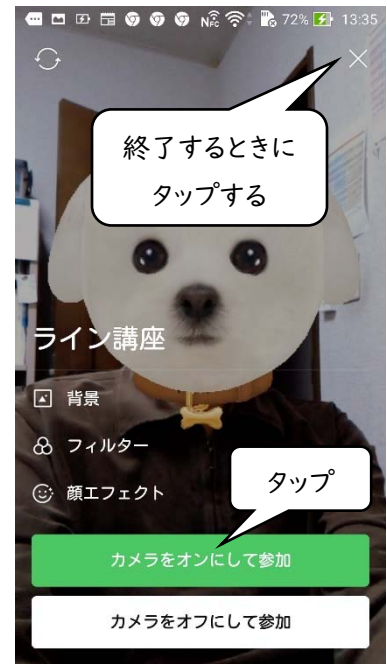 NFC 72% 13:35
終了するときに
タップする
ライン講座
背景
フィルター
顔エフェクト
タップ
カメラをオンにして参加
カメラをオフにして参加